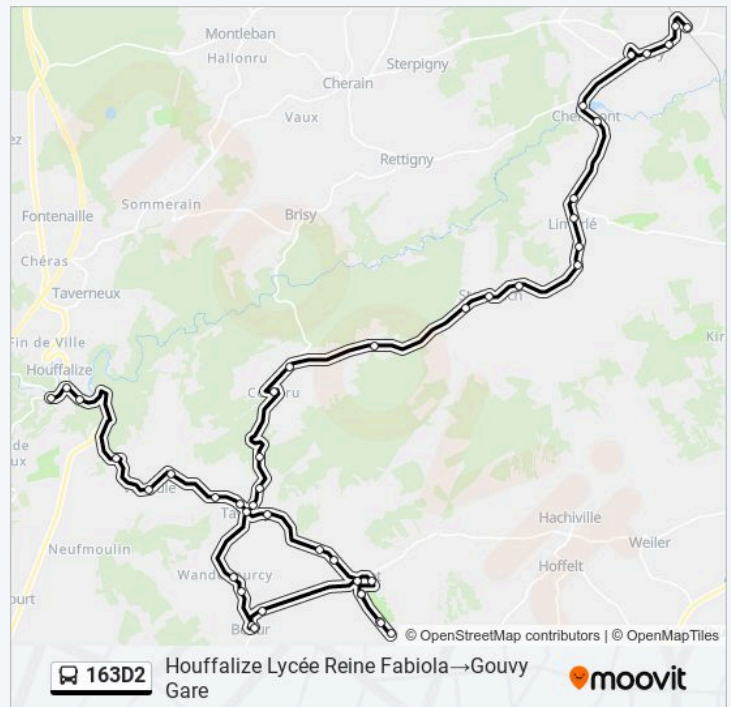 Montleban
Hallonru
Sterpigny
Cherain
Vaux
Rettigny
Sommerain
Fontenaille
Brisy
Chéras
Taverneux
Fin de Ville
Houffalize
de
Hachiville
Weiler
Neufmoulin
Hoffelt
© OpenStreetMap contributors | © OpenMapTiles
163D2
Houffalize Lycée Reine Fabiola→Gouvy
Gare
moovit